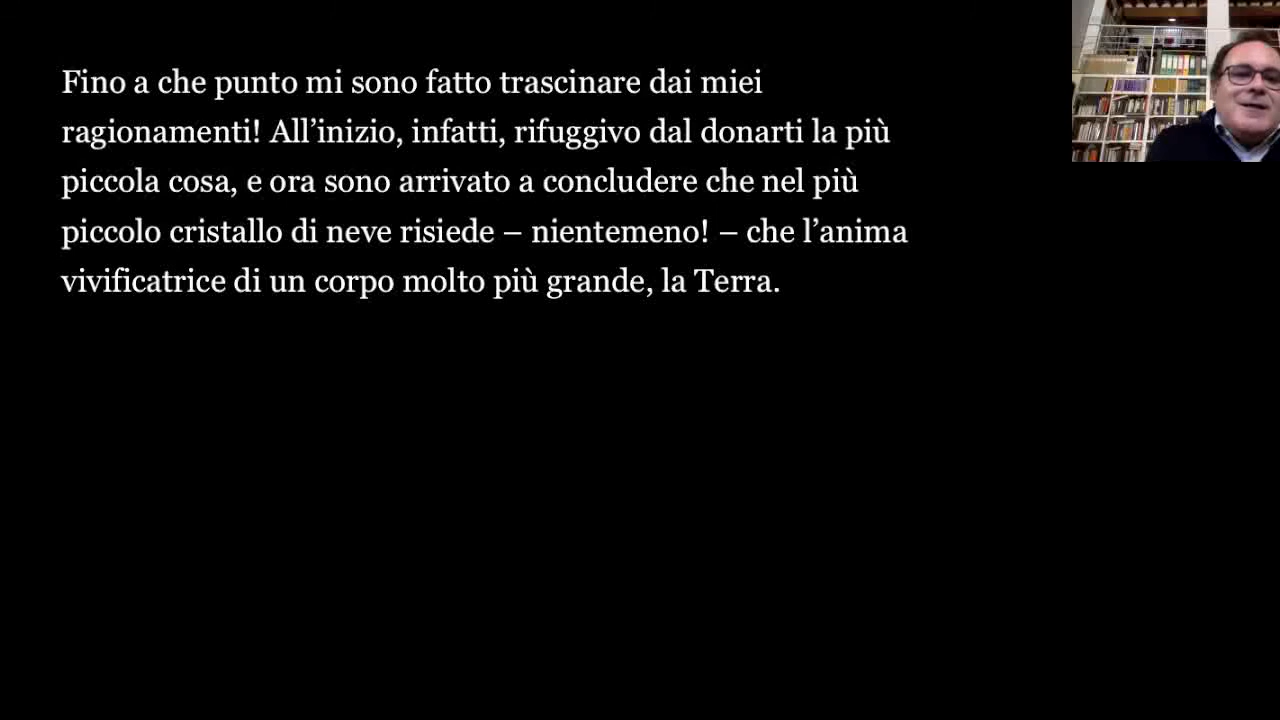 Fino a che punto mi sono fatto trascinare dai miei
ragionamenti! All’inizio, infatti, rifuggivo dal donarti la più
piccola cosa, e ora sono arrivato a concludere che nel più
piccolo cristallo di neve risiede – nientemeno! – che l’anima
vivificatrice di un corpo molto più grande, la Terra.